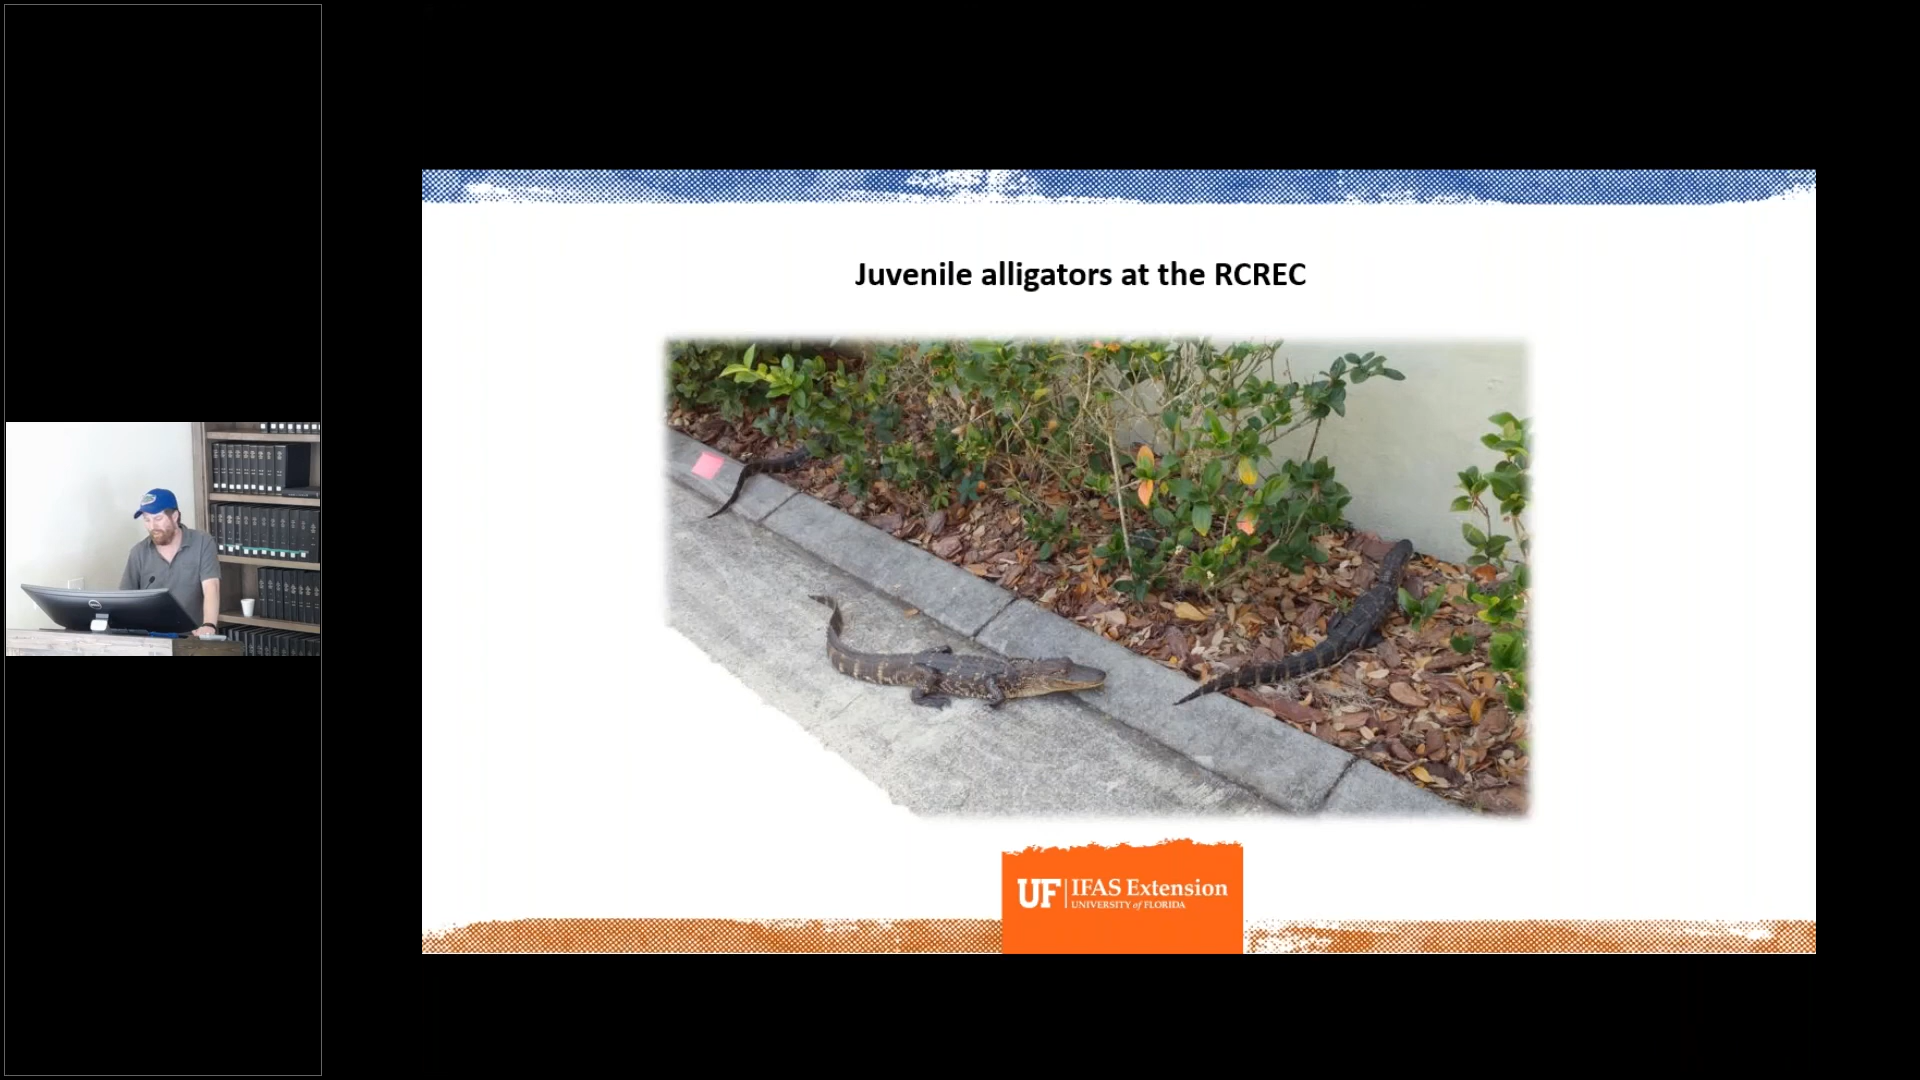 Juvenile alligators at the RCREC
UF IFAS Extension
UNIVERSITY of FLORIDA